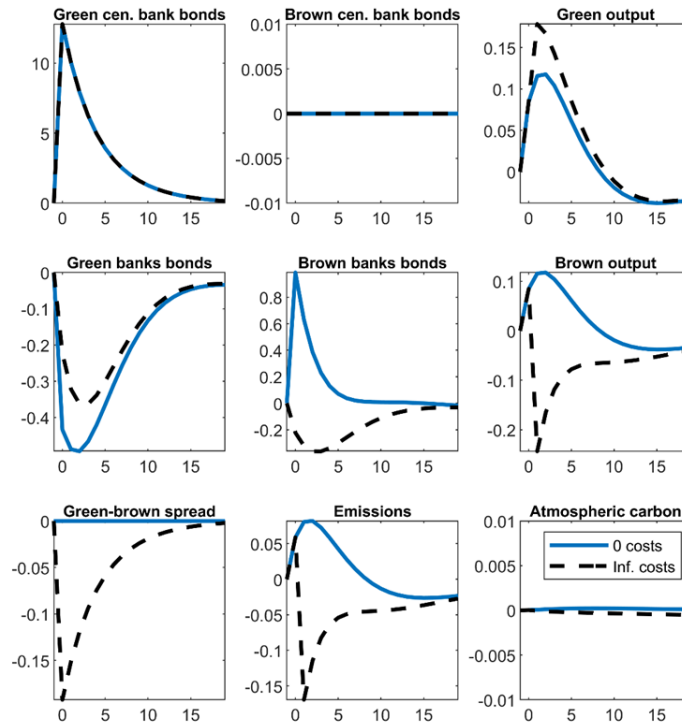 Green cen. bank bonds
10
5
0
0 5 10 15
Brown cen. bank bonds
0.01
0.005
0
-0.005
-0.01
0 5 10 15
Green output
0.15
0.1
0.05
0
0 5 10 15
Green banks bonds
0
-0.1
-0.2
-0.3
-0.4
0 5 10 15
Brown banks bonds
0.8
0.6
0.4
0.2
0
-0.2
0 5 10 15
Brown output
0.1
0
-0.1
-0.2
0 5 10 15
Green-brown spread
0
-0.05
-0.1
-0.15
0 5 10 15
Emissions
0.05
0
-0.05
-0.1
-0.15
0 5 10 15
Atmospheric carbon
0.01
0.005
0
-0.005
-0.01
0 5 10 15
0 costs
Inf. costs